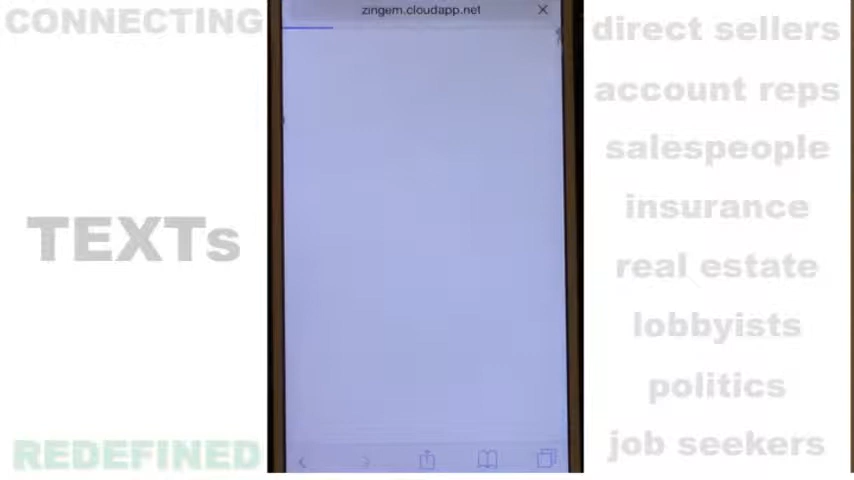 CONNECTING
TEXTs
REDEFINED
zingem.cloudapp.net
direct sellers
account reps
salespeople
insurance
real estate
lobbyists
politics
job seekers